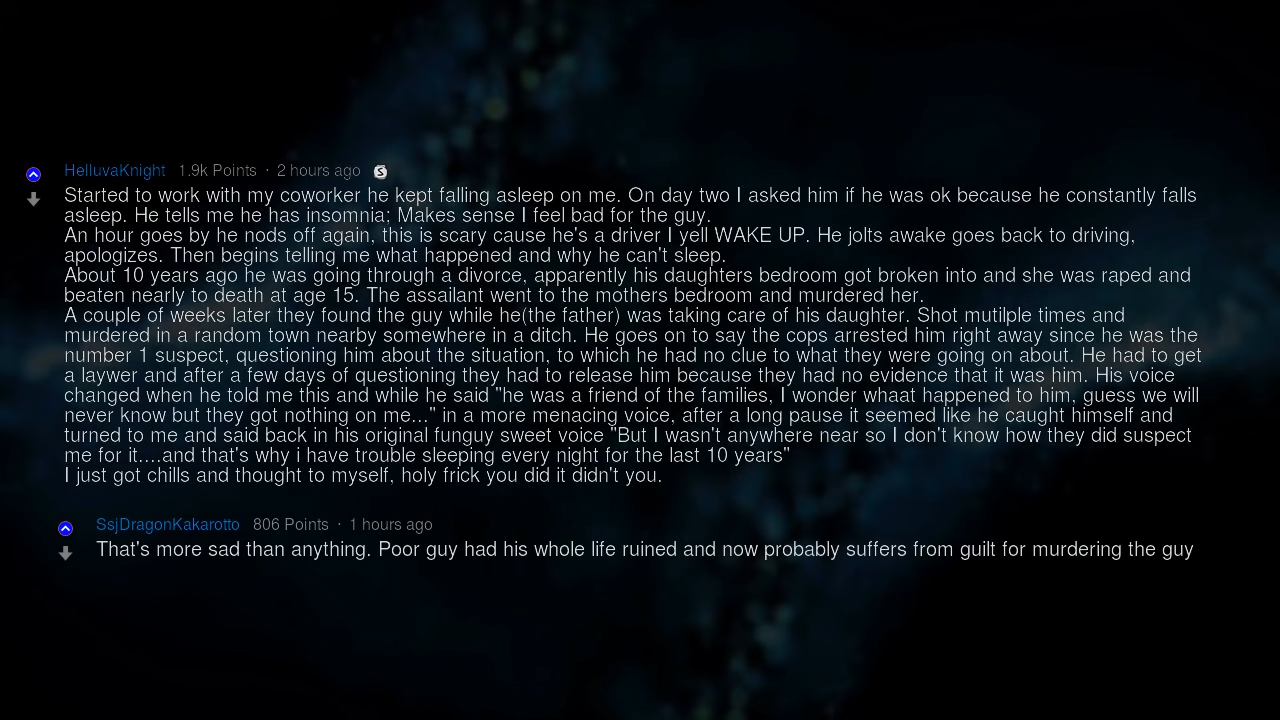 HelluvaKnight 1.9k Points · 2 hours ago S
Started to work with my coworker he kept falling asleep on me. On day two I asked him if he was ok because he constantly falls
asleep. He tells me he has insomnia; Makes sense I feel bad for the guy.
An hour goes by he nods off again, this is scary cause he's a driver I yell WAKE UP. He jolts awake goes back to driving,
apologizes. Then begins telling me what happened and why he can't sleep.
About 10 years ago he was going through a divorce, apparently his daughters bedroom got broken into and she was raped and
beaten nearly to death at age 15. The assailant went to the mothers bedroom and murdered her.
A couple of weeks later they found the guy while he(the father) was taking care of his daughter. Shot mutilple times and
murdered in a random town nearby somewhere in a ditch. He goes on to say the cops arrested him right away since he was the
number 1 suspect, questioning him about the situation, to which he had no clue to what they were going on about. He had to get
a laywer and after a few days of questioning they had to release him because they had no evidence that it was him. His voice
changed when he told me this and while he said "he was a friend of the families, I wonder whaat happened to him, guess we will
never know but they got nothing on me..." in a more menacing voice, after a long pause it seemed like he caught himself and
turned to me and said back in his original funguy sweet voice "But I wasn't anywhere near so I don't know how they did suspect
me for it....and that's why i have trouble sleeping every night for the last 10 years"
I just got chills and thought to myself, holy frick you did it didn't you.
SsjDragonKakarotto 806 Points · 1 hours ago
That's more sad than anything. Poor guy had his whole life ruined and now probably suffers from guilt for murdering the guy